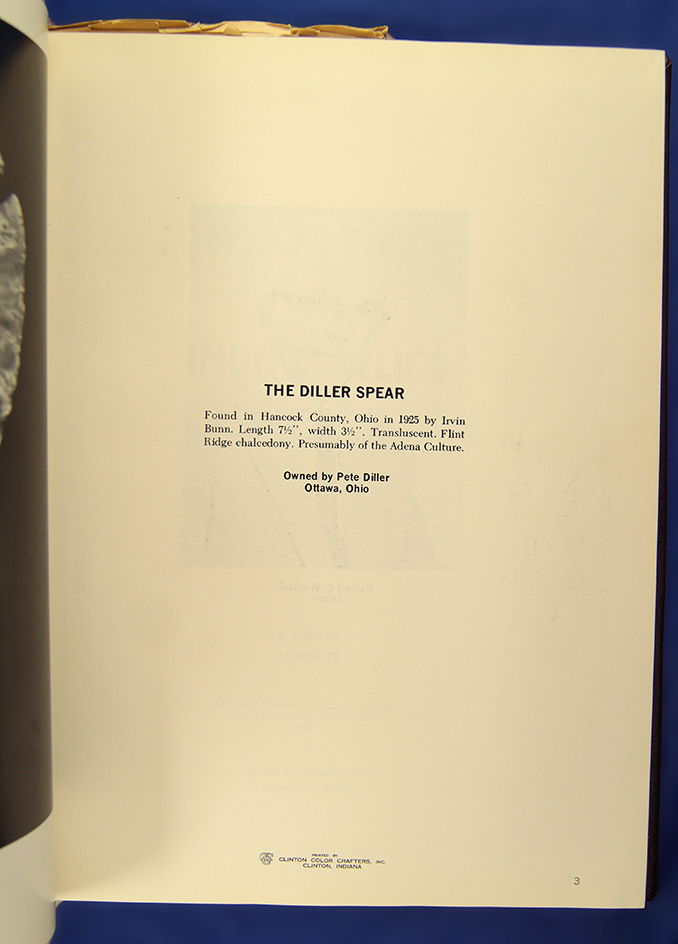 THE DILLER SPEAR
Found in Hancock County, Ohio in 1925 by Irvin
Bunn. Length 7½”, width 3½”. Transluscent. Flint
Ridge chalcedony. Presumably of the Adena Culture.
Owned by Pete Diller
Ottawa, Ohio
PRINTED BY
CLINTON COLOR CRAFTERS, INC.
CLINTON, INDIANA
3